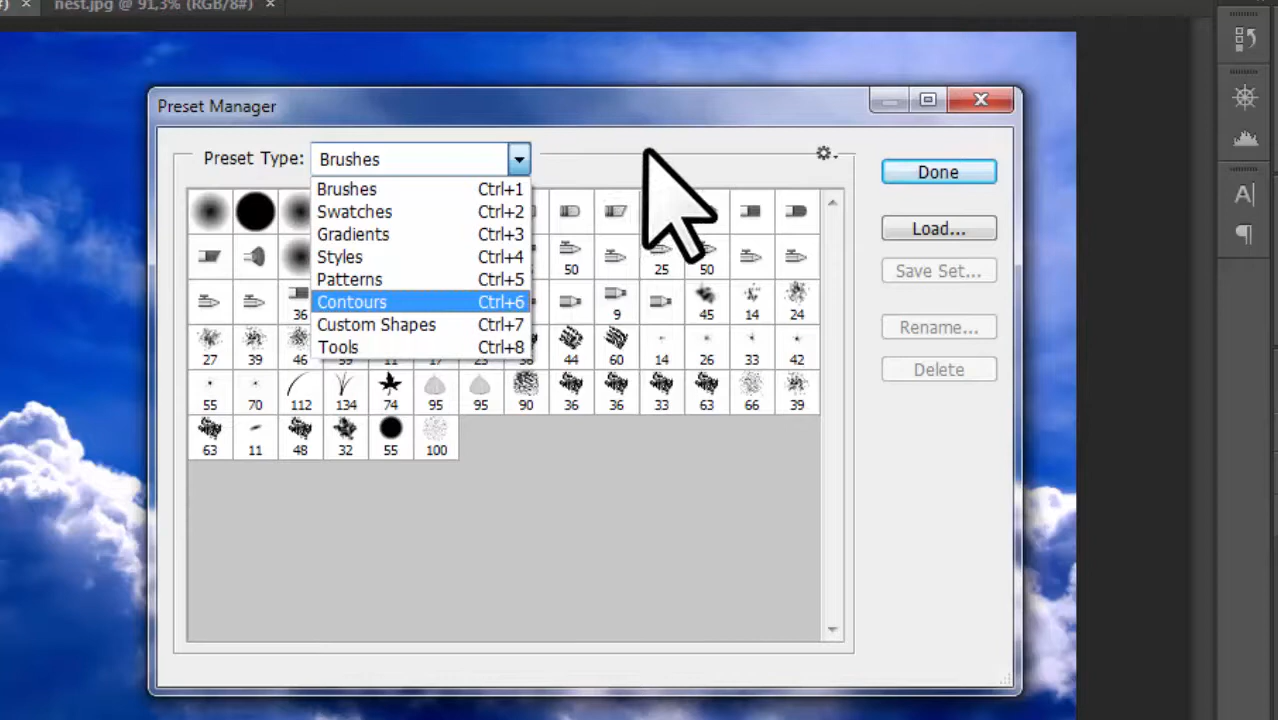 nest.jpg @ 91,3% (RGB/8#) ×
Preset Manager
Preset Type: Brushes
Done
Load...
Save Set...
Rename...
Delete
Brushes Ctrl+1
Swatches Ctrl+2
Gradients Ctrl+3
Styles Ctrl+4
Patterns Ctrl+5
Contours Ctrl+6
Custom Shapes Ctrl+7
Tools Ctrl+8
50 25 50
36 9 45 14 24
27 39 46 44 60 14 26 33 42
55 70 112 134 74 95 95 90 36 36 33 63 66 39
63 11 48 32 55 100
A